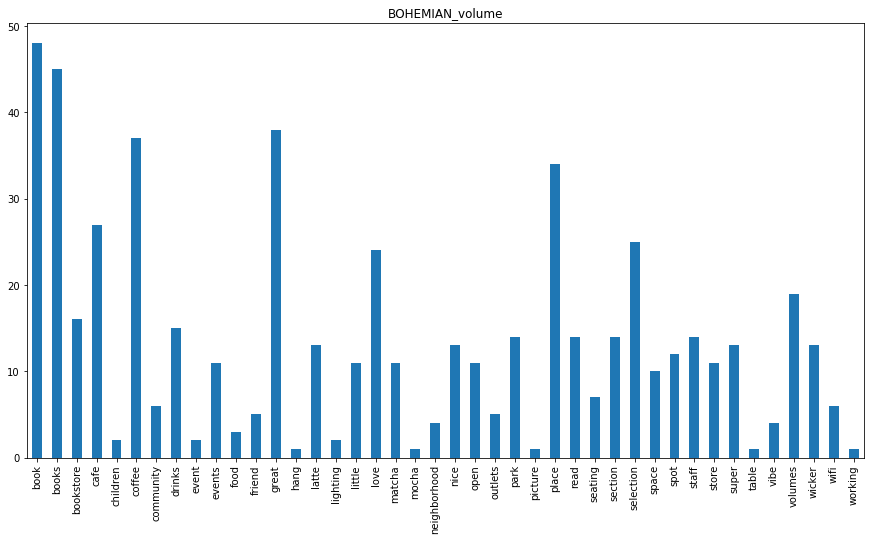 BOHEMIAN_volume
50
40
30
20
10
0
book
books
bookstore
cafe
children
coffee
community
drinks
event
events
food
friend
great
hang
latte
lighting
little
love
matcha
mocha
neighborhood
nice
open
outlets
park
picture
place
read
seating
section
selection
space
spot
staff
store
super
table
vibe
volumes
wicker
wifi
working